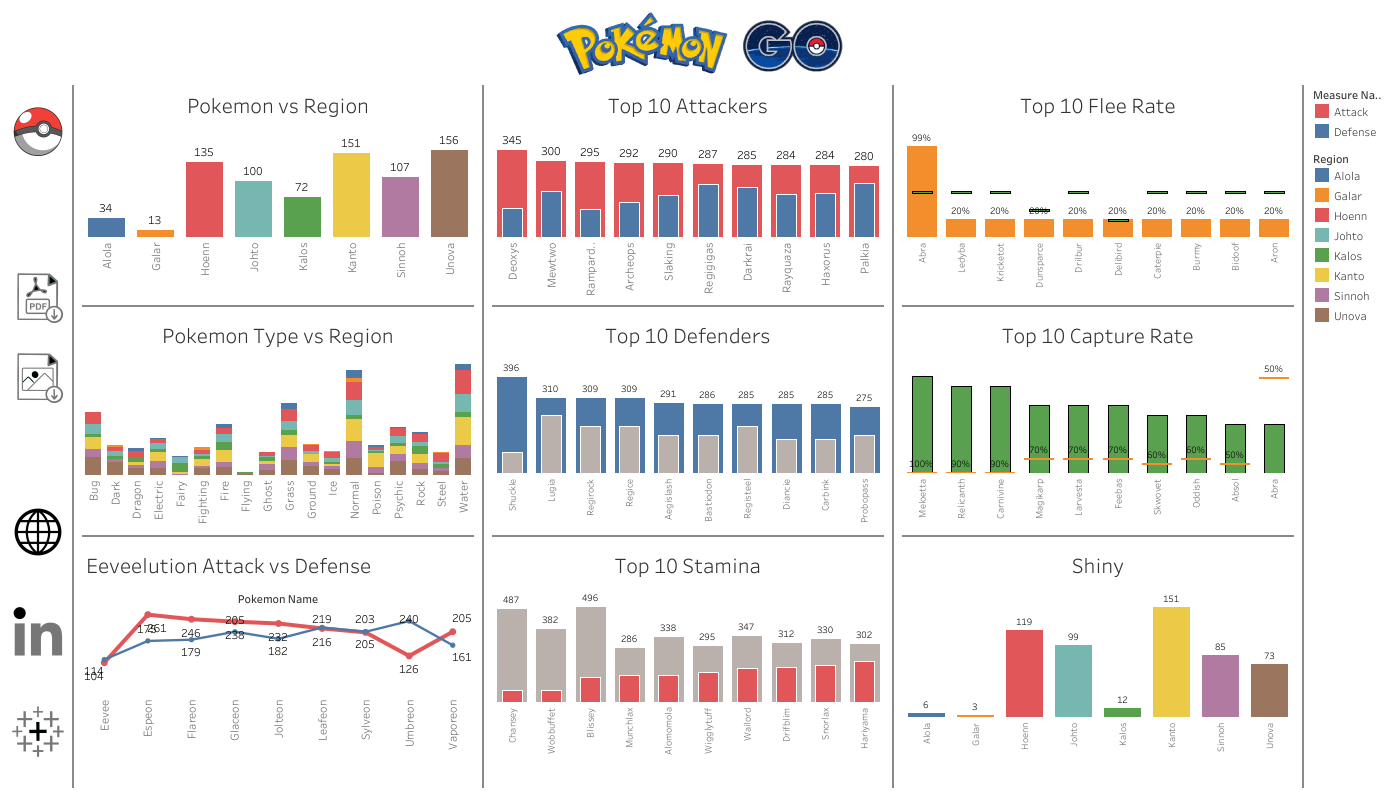 POKéMON GO
Pokemon vs Region
34
13
135
100
72
151
107
156
Alola
Galar
Hoenn
Johto
Kalos
Kanto
Sinnoh
Unova
Top 10 Attackers
345
300
295
292
290
287
285
284
284
280
Deoxys
Mewtwo
Rampard..
Archeops
Slaking
Regigigas
Darkrai
Rayquaza
Haxorus
Palkia
Top 10 Flee Rate
99%
20%
20%
20%
20%
20%
20%
20%
20%
20%
Abra
Ledyba
Kricketot
Dunsparce
Drilbur
Delibird
Caterpie
Burmy
Bidoof
Aron
Measure Na..
Attack
Defense
Region
Alola
Galar
Hoenn
Johto
Kalos
Kanto
Sinnoh
Unova
PDF
Pokemon Type vs Region
Bug
Dark
Dragon
Electric
Fairy
Fighting
Fire
Flying
Ghost
Grass
Ground
Ice
Normal
Poison
Psychic
Rock
Steel
Water
Top 10 Defenders
396
310
309
309
291
286
285
285
285
275
Shuckle
Lugia
Regirock
Regice
Aegislash
Bastiodon
Registeel
Diancie
Carbink
Probopass
Top 10 Capture Rate
100%
90%
90%
70%
70%
70%
60%
60%
60%
50%
Meloetta
Relicanth
Carnivine
Magikarp
Larvesta
Feebas
Skwovet
Oddish
Absol
Abra
Eeveelution Attack vs Defense
Pokemon Name
114
104
175
261
246
179
205
238
232
182
219
216
203
205
240
126
205
161
Eevee
Espeon
Flareon
Glaceon
Jolteon
Leafeon
Sylveon
Umbreon
Vaporeon
Top 10 Stamina
487
382
496
286
338
295
347
312
330
302
Chansey
Wobbuffet
Blissey
Munchlax
Alomomola
Wigglytuff
Wailord
Drifblim
Snorlax
Hariyama
Shiny
6
3
119
99
12
151
85
73
Alola
Galar
Hoenn
Johto
Kalos
Kanto
Sinnoh
Unova
in